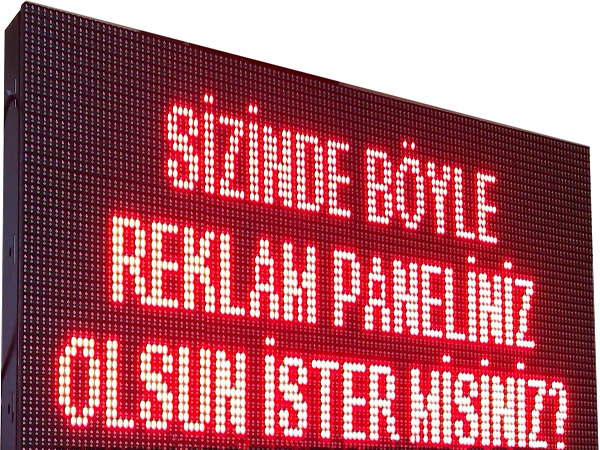 SİZİNDE BÖYLE
REKLAM PANELİNİZ
OLSUN İSTER MİSİNİZ?